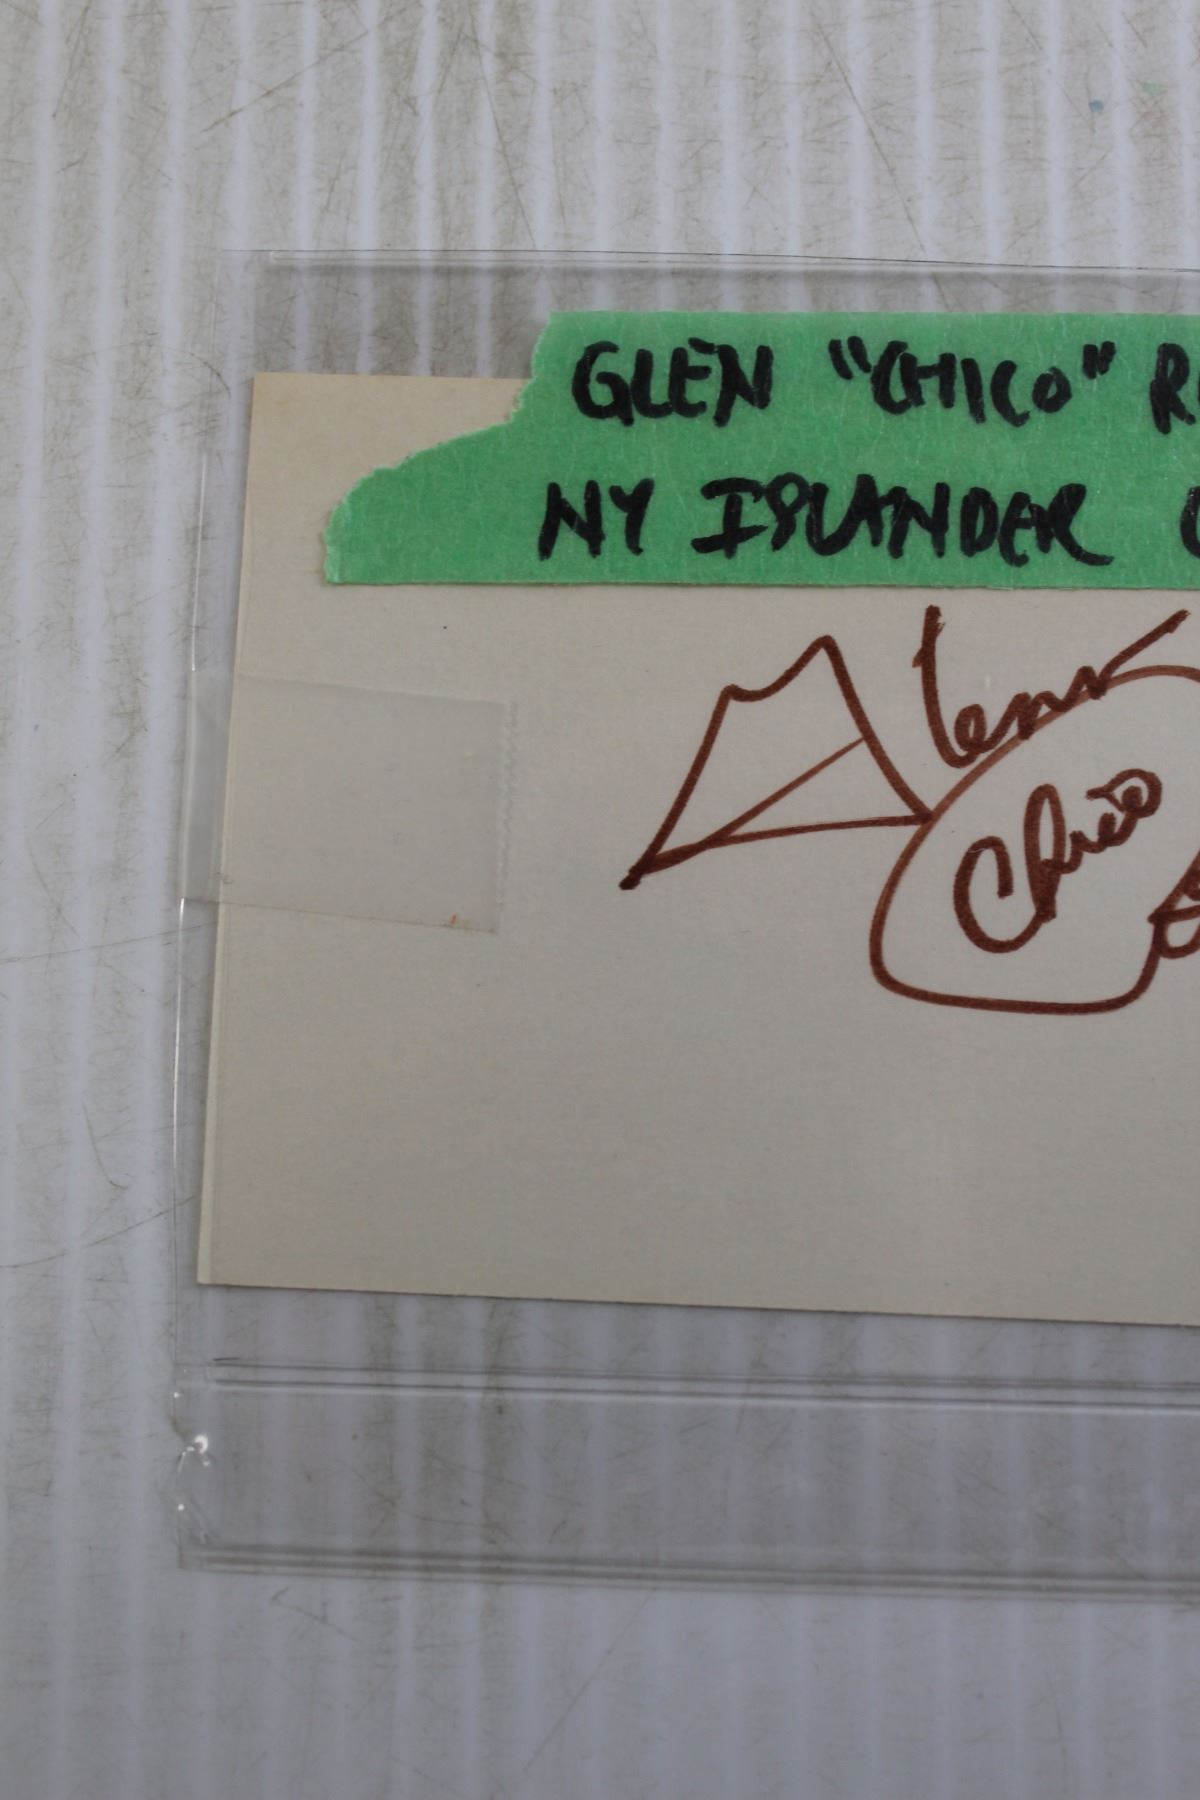 GLEN "CHICO"
NY ISLANDER
Glenn
Chico